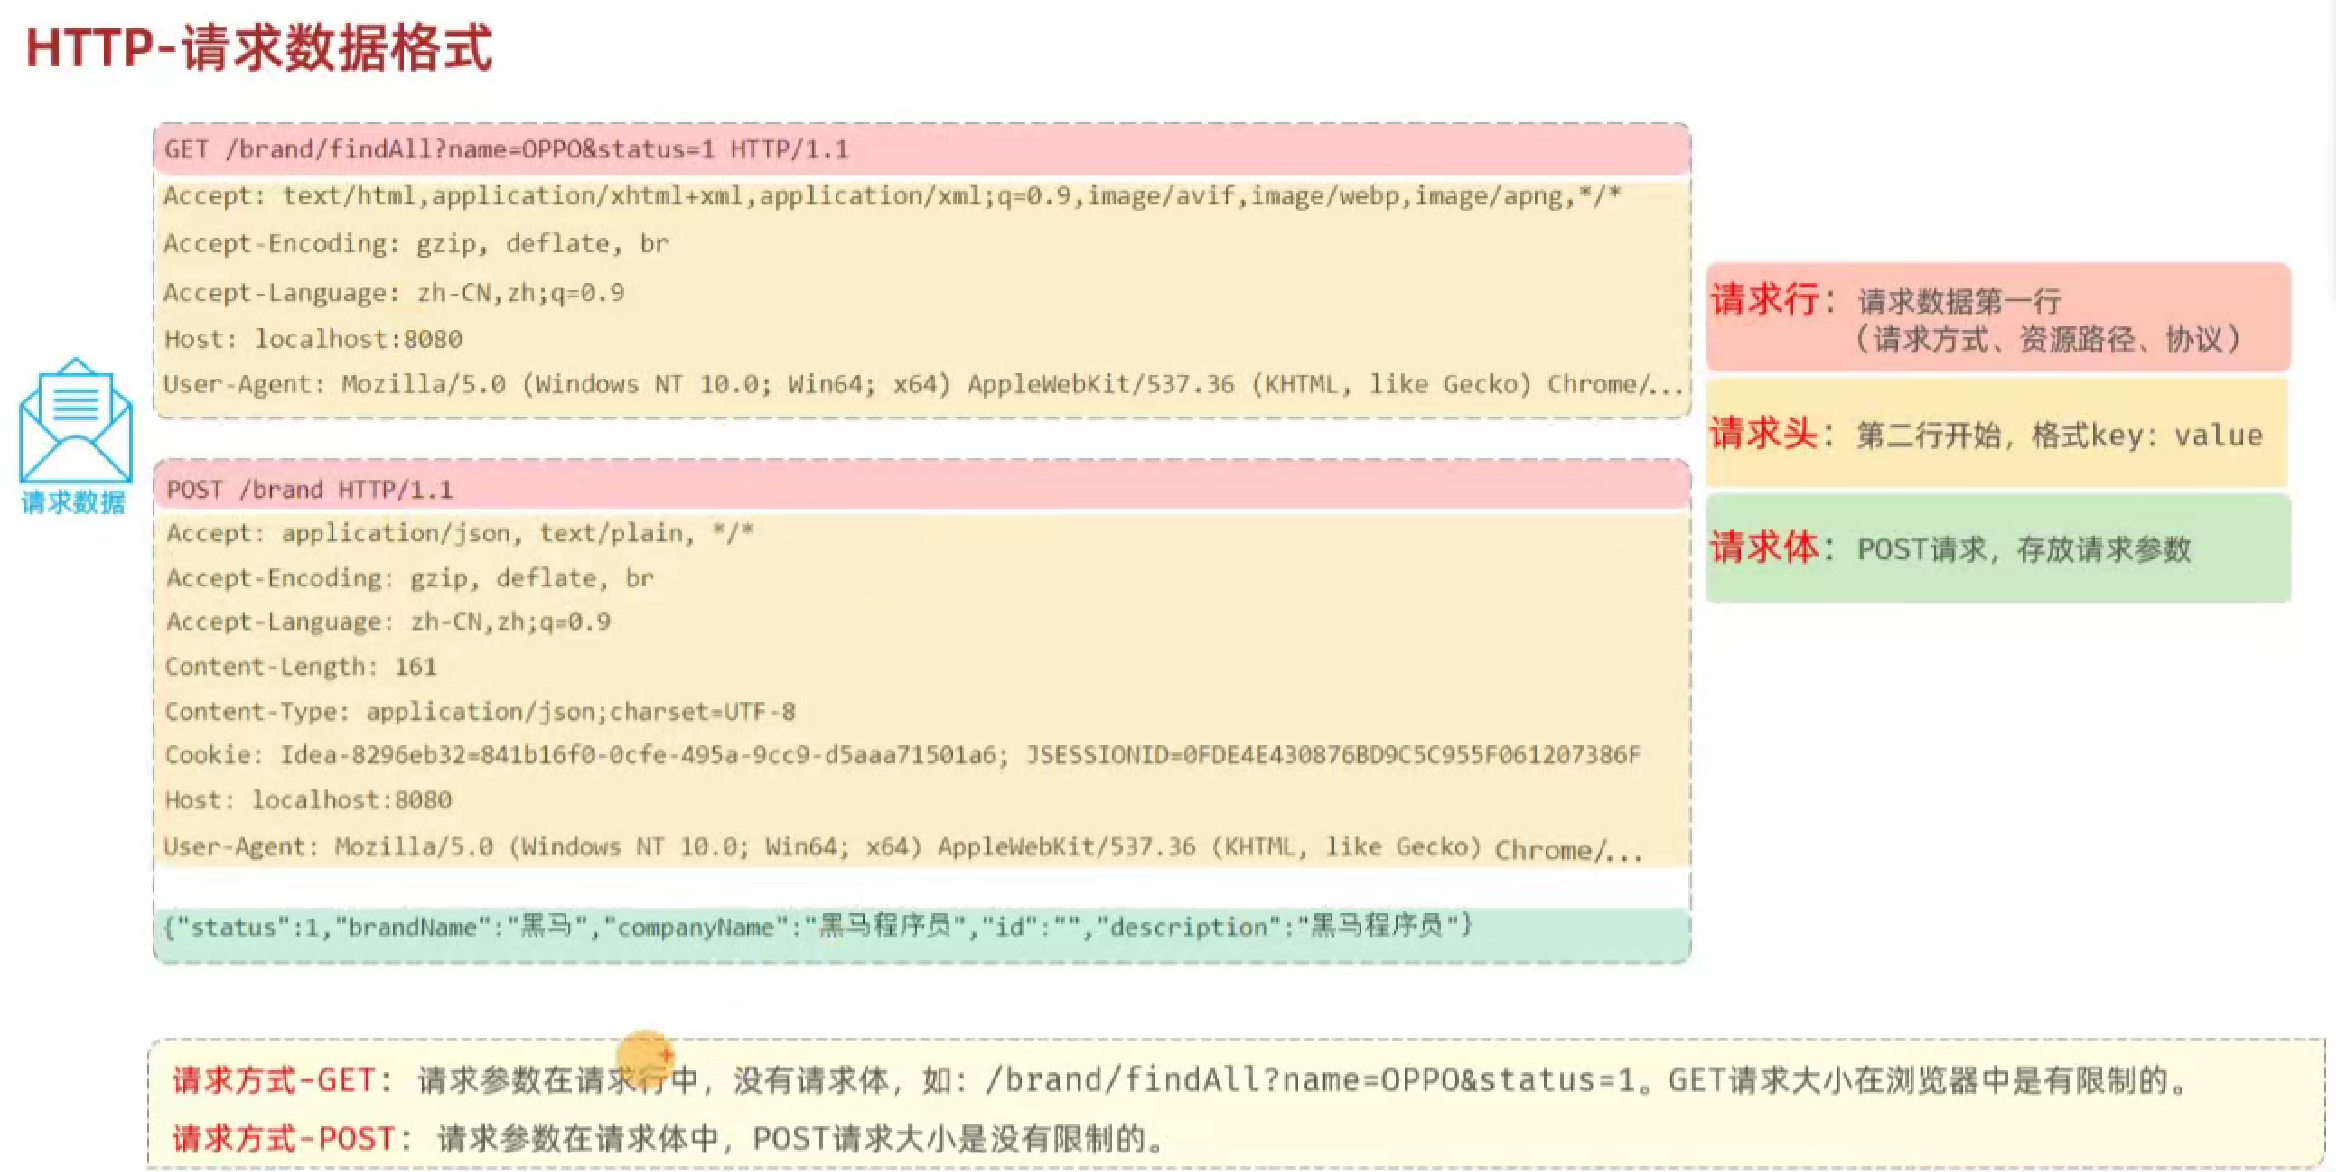 HTTP-请求数据格式
GET /brand/findAll?name=OPPO&status=1 HTTP/1.1
Accept: text/html,application/xhtml+xml,application/xml;q=0.9,image/avif,image/webp,image/apng,*/*
Accept-Encoding: gzip, deflate, br
Accept-Language: zh-CN,zh;q=0.9
Host: localhost:8080
User-Agent: Mozilla/5.0 (Windows NT 10.0; Win64; x64) AppleWebKit/537.36 (KHTML, like Gecko) Chrome/...
请求数据
POST /brand HTTP/1.1
Accept: application/json, text/plain, */*
Accept-Encoding: gzip, deflate, br
Accept-Language: zh-CN,zh;q=0.9
Content-Length: 161
Content-Type: application/json;charset=UTF-8
Cookie: Idea-8296eb32=841b16f0-0cfe-495a-9cc9-d5aaa71501a6; JSESSIONID=0FDE4E430876BD9C5C955F061207386F
Host: localhost:8080
User-Agent: Mozilla/5.0 (Windows NT 10.0; Win64; x64) AppleWebKit/537.36 (KHTML, like Gecko) Chrome/...
{"status":1,"brandName":"黑马","companyName":"黑马程序员","id":"","description":"黑马程序员"}
请求行：请求数据第一行
（请求方式、资源路径、协议）
请求头：第二行开始，格式key: value
请求体：POST请求，存放请求参数
请求方式-GET：请求参数在请求行中，没有请求体，如：/brand/findAll?name=OPPO&status=1。GET请求大小在浏览器中是有限制的。
请求方式-POST：请求参数在请求体中，POST请求大小是没有限制的。